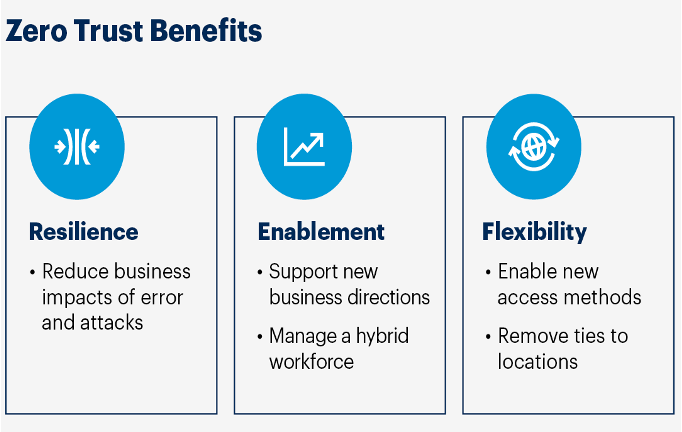 Zero Trust Benefits
Resilience
• Reduce business
impacts of error
and attacks
Enablement
• Support new
business directions
• Manage a hybrid
workforce
Flexibility
• Enable new
access methods
• Remove ties to
locations